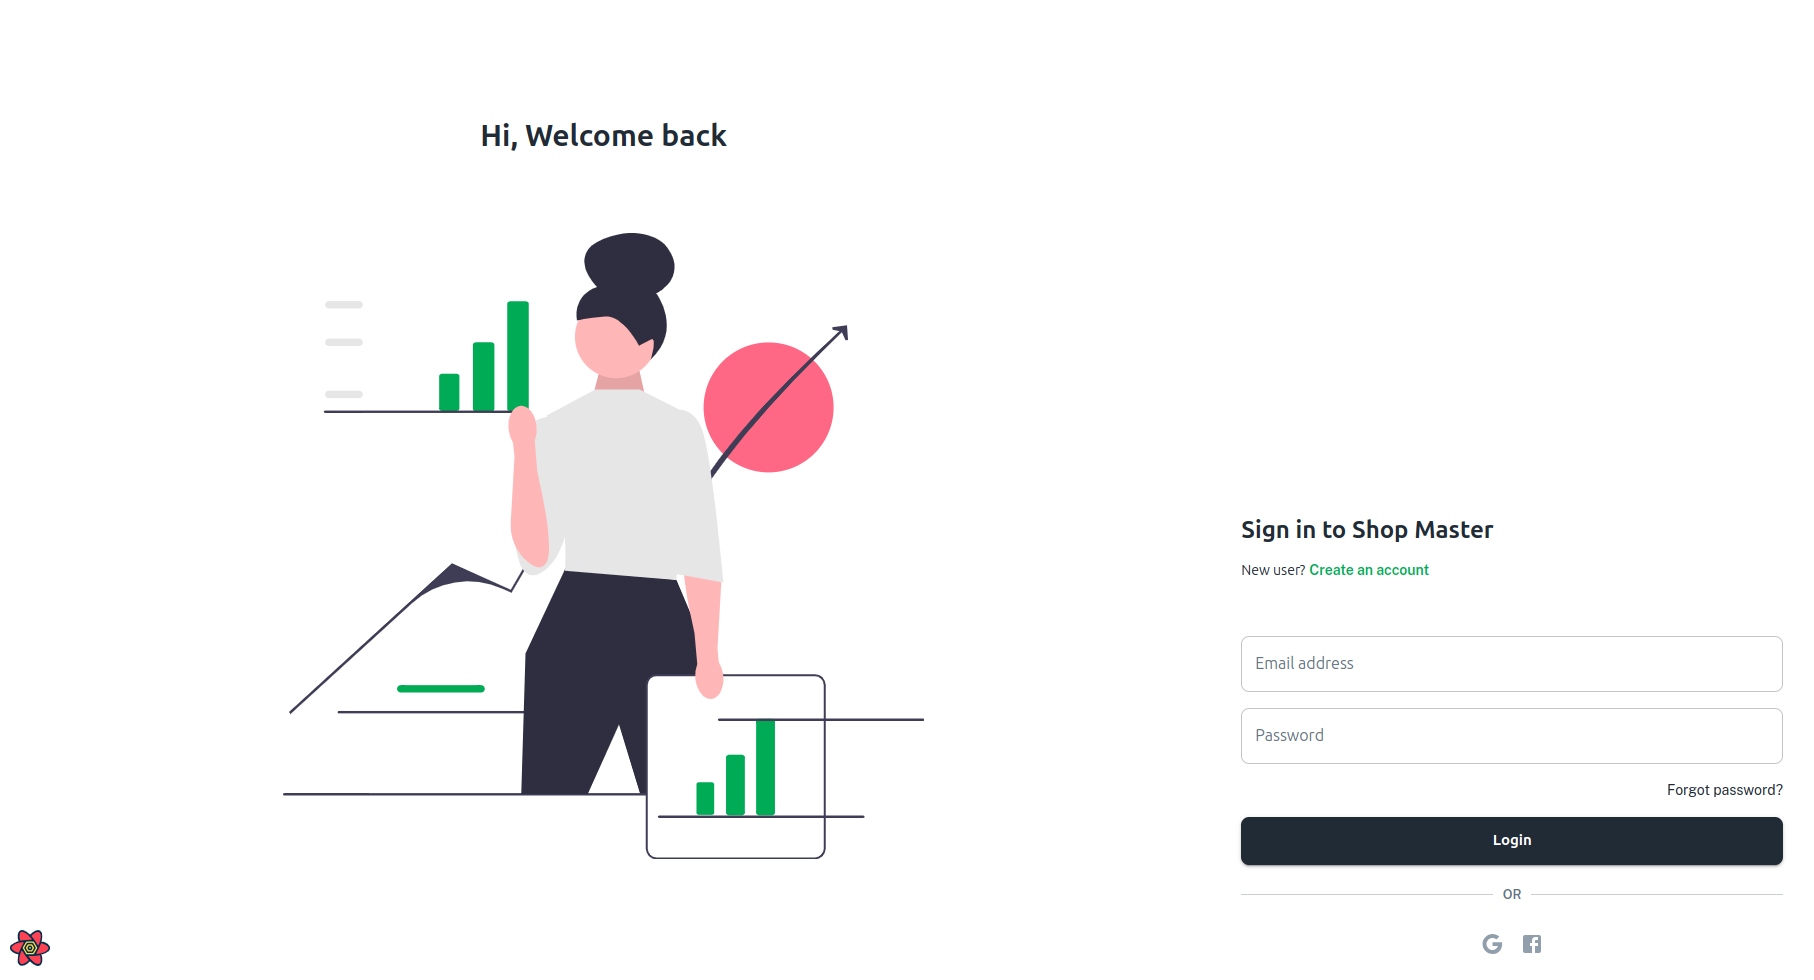 Hi, Welcome back
Sign in to Shop Master
New user? Create an account
Email address
Password
Forgot password?
Login
OR